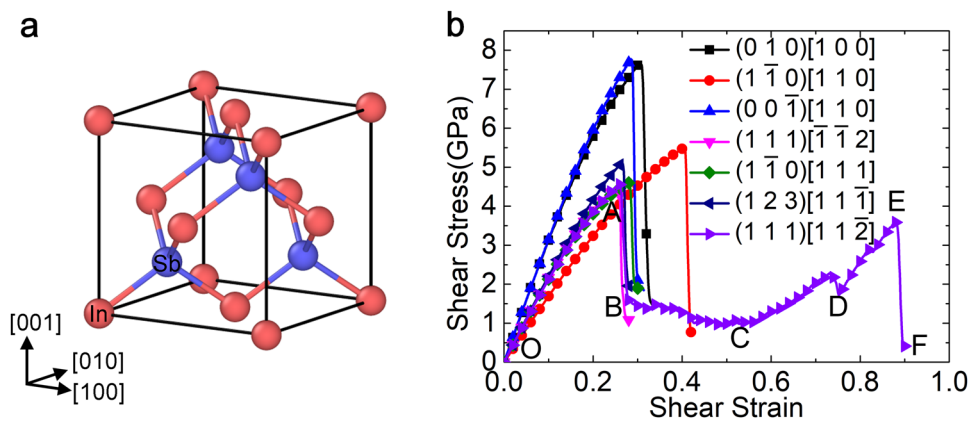 a
Sb
In
[001]
[010]
[100]
b
Shear Stress(GPa)
8
7
6
5
4
3
2
1
0
(0 1 0)[1 0 0]
(1 1̅ 0)[1 1 0]
(0 0 1̅)[1 1 0]
(1 1 1)[1̅ 1̅ 2]
(1 1̅ 0)[1 1 1]
(1 2 3)[1 1 1̅]
(1 1 1)[1 1 2̅]
A
B
C
D
E
F
O
0.0 0.2 0.4 0.6 0.8 1.0
Shear Strain